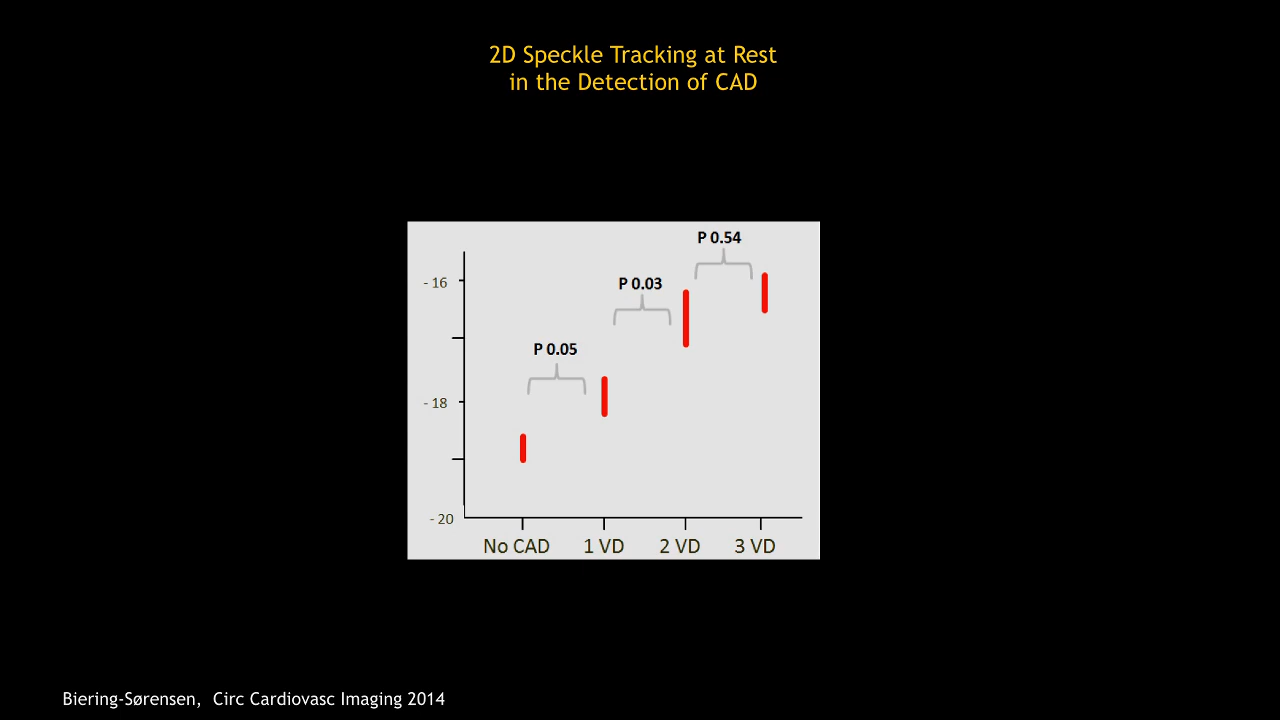 2D Speckle Tracking at Rest
in the Detection of CAD
P 0.54
- 16
P 0.03
P 0.05
- 18
- 20
No CAD
1 VD
2 VD
3 VD
Biering-Sørensen, Circ Cardiovasc Imaging 2014